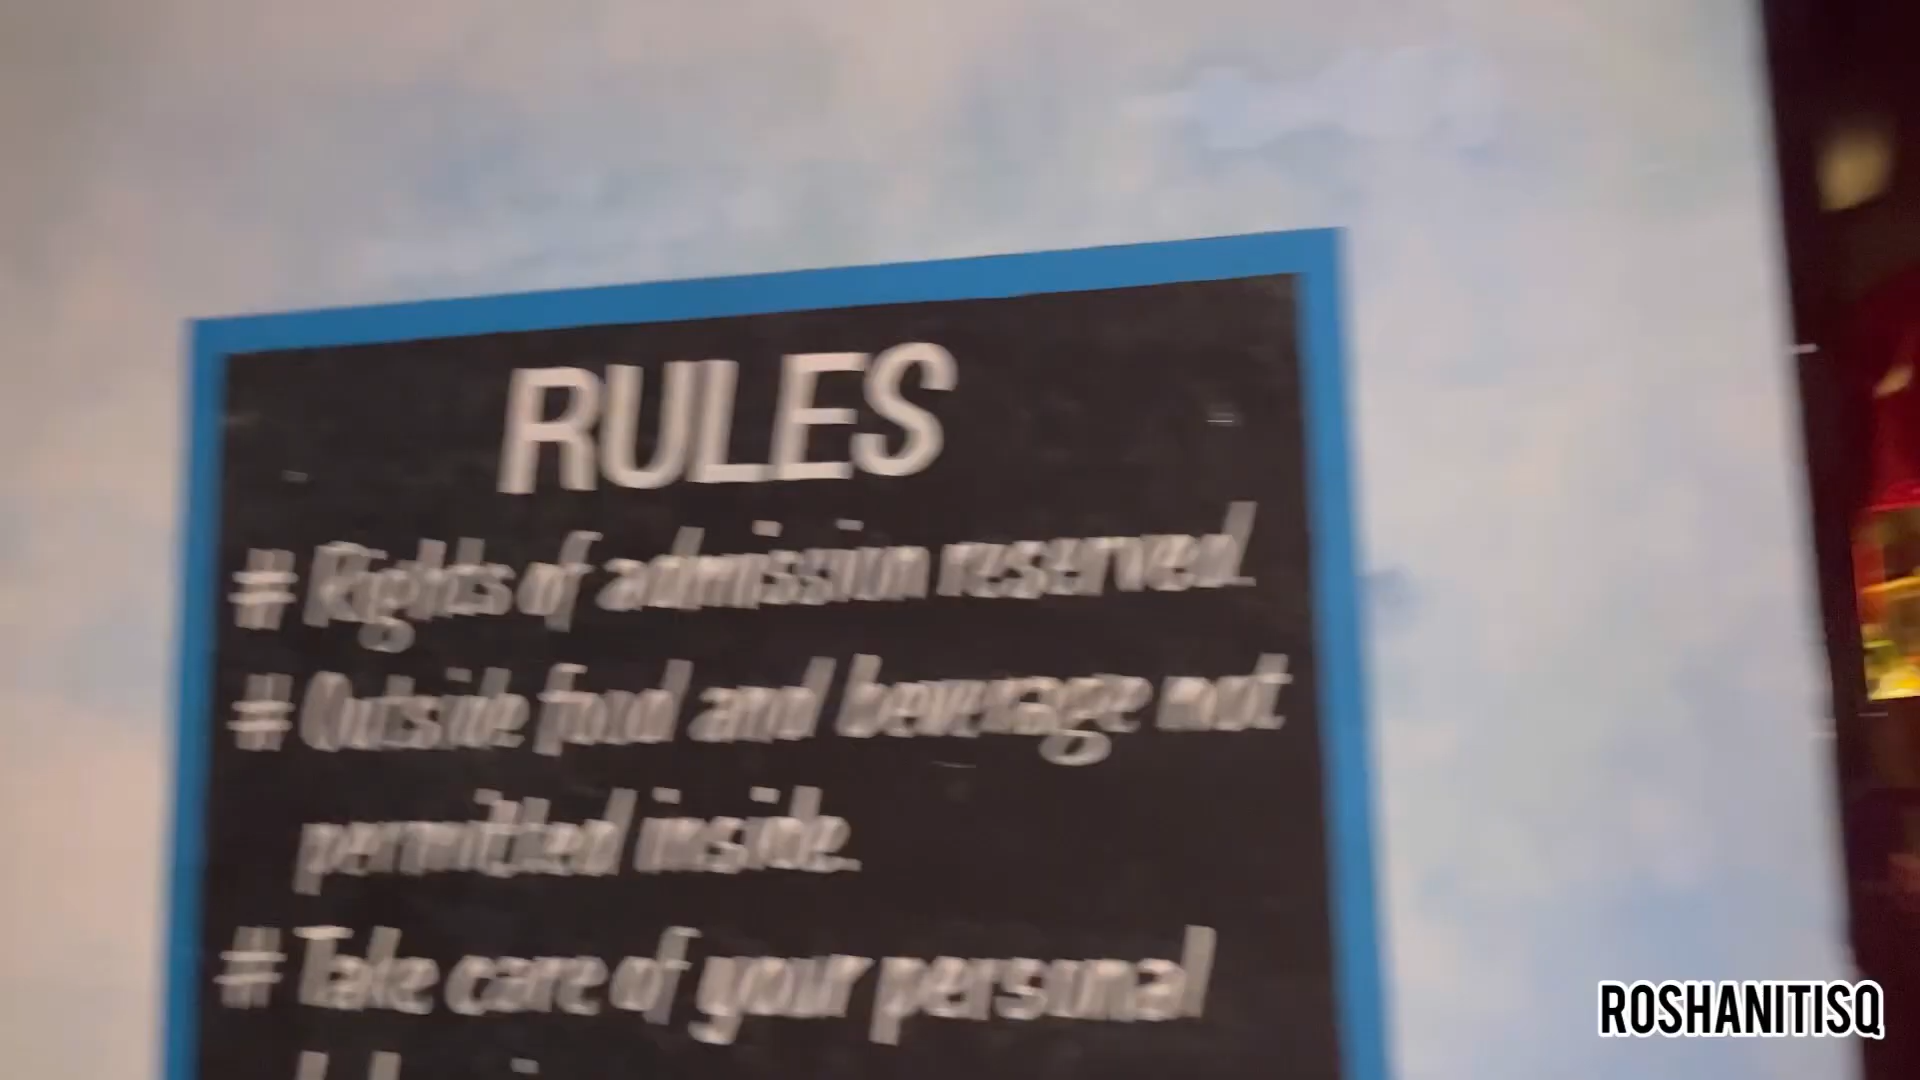 RULES
# Rights of admission reserved.
# Outside food and beverage not
permitted inside.
# Take care of your personal
ROSHANITISQ